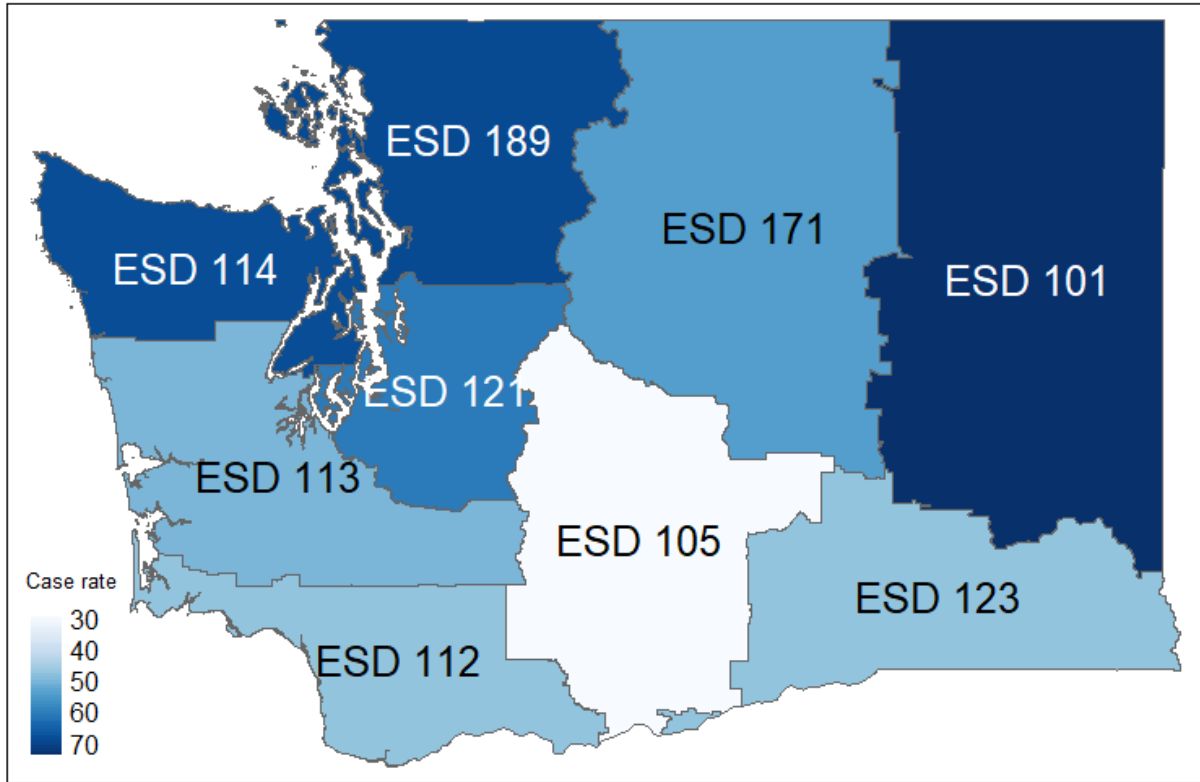 ESD 189
ESD 171
ESD 114
ESD 101
ESD 121
ESD 113
ESD 105
ESD 123
ESD 112
Case rate
30
40
50
60
70